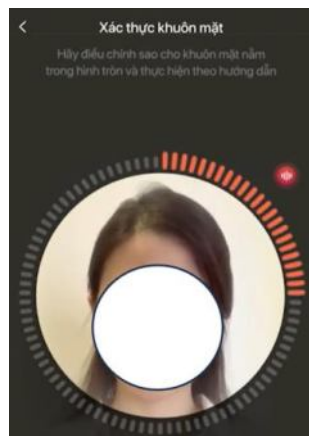 Xác thực khuôn mặt
Hãy điều chỉnh sao cho khuôn mặt nằm
trong hình tròn và thực hiện theo hướng dẫn